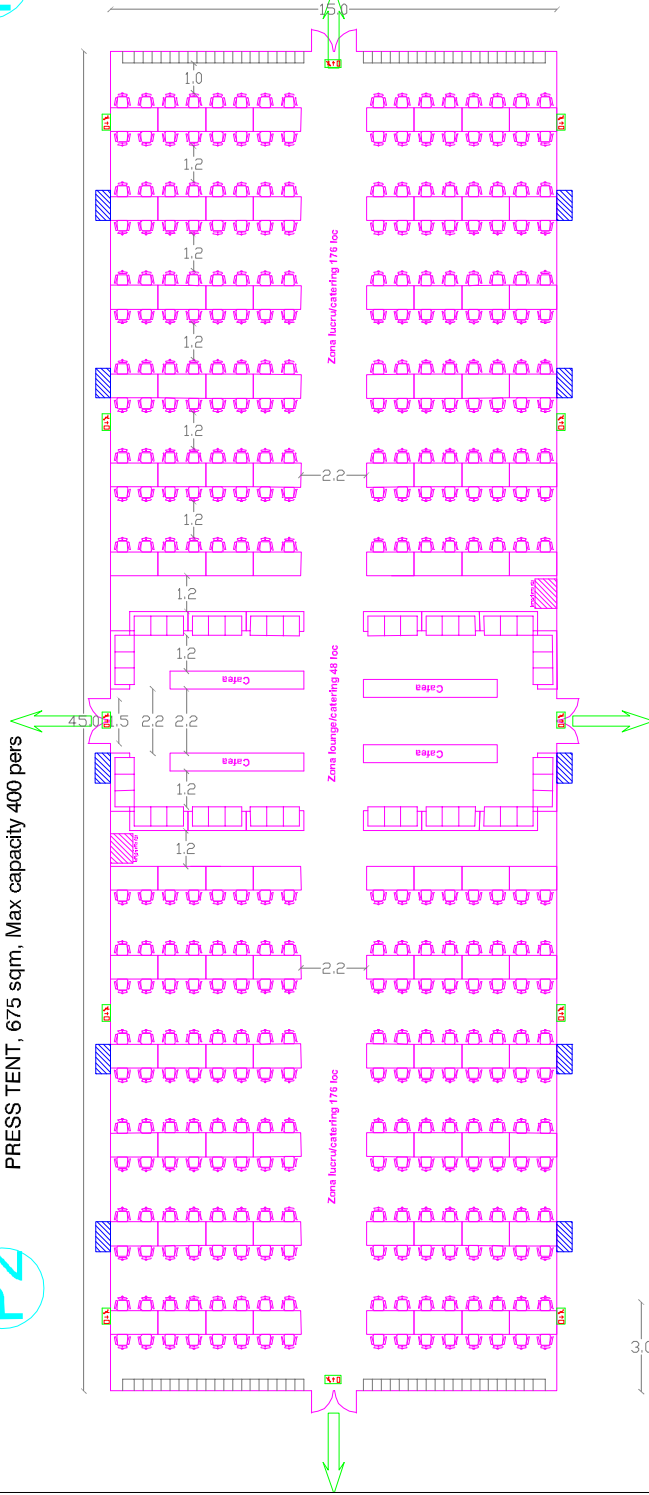 15.0
1.0
1.2
1.2
Zona lucru/catering 176 loc
1.2
1.2
2.2
1.2
1.2
1.2
Zona lounge/catering 48 loc
Cafea
Cafea
45.0
1.5
2.2
2.2
Cafea
Cafea
1.2
1.2
PRESS TENT, 675 sqm, Max capacity 400 pers
2.2
Zona lucru/catering 176 loc
P2
3.0